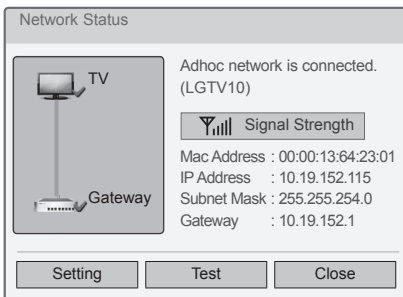 Network Status
TV
Gateway
Adhoc network is connected.
(LGTV10)
Signal Strength
Mac Address : 00:00:13:64:23:01
IP Address : 10.19.152.115
Subnet Mask : 255.255.254.0
Gateway : 10.19.152.1
Setting
Test
Close